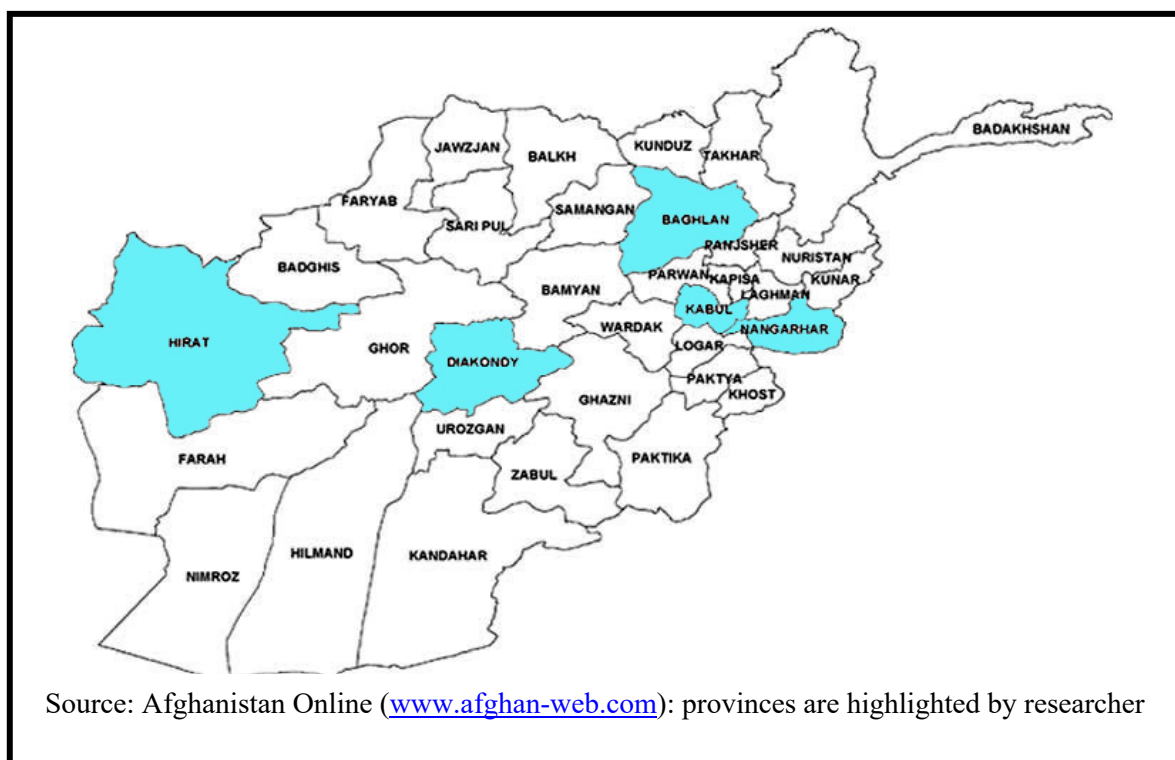 BADAKHSHAN
KUNDUZ
TAKHAR
JAWZJAN
BALKH
FARYAB
SAMANGAN
BAGHLAN
SARI PUL
PANJSHER
NURISTAN
BADGHIS
PARWAN
KAPISA
KUNAR
BAMYAN
LAGHMAN
KABUL
WARDAK
NANGARHAR
HIRAT
GHOR
LOGAR
DIAKONDY
PAKTYA
GHAZNI
KHOST
UROZGAN
FARAH
PAKTIKA
ZABUL
HILMAND
KANDAHAR
NIMROZ
Source: Afghanistan Online (www.afghan-web.com): provinces are highlighted by researcher